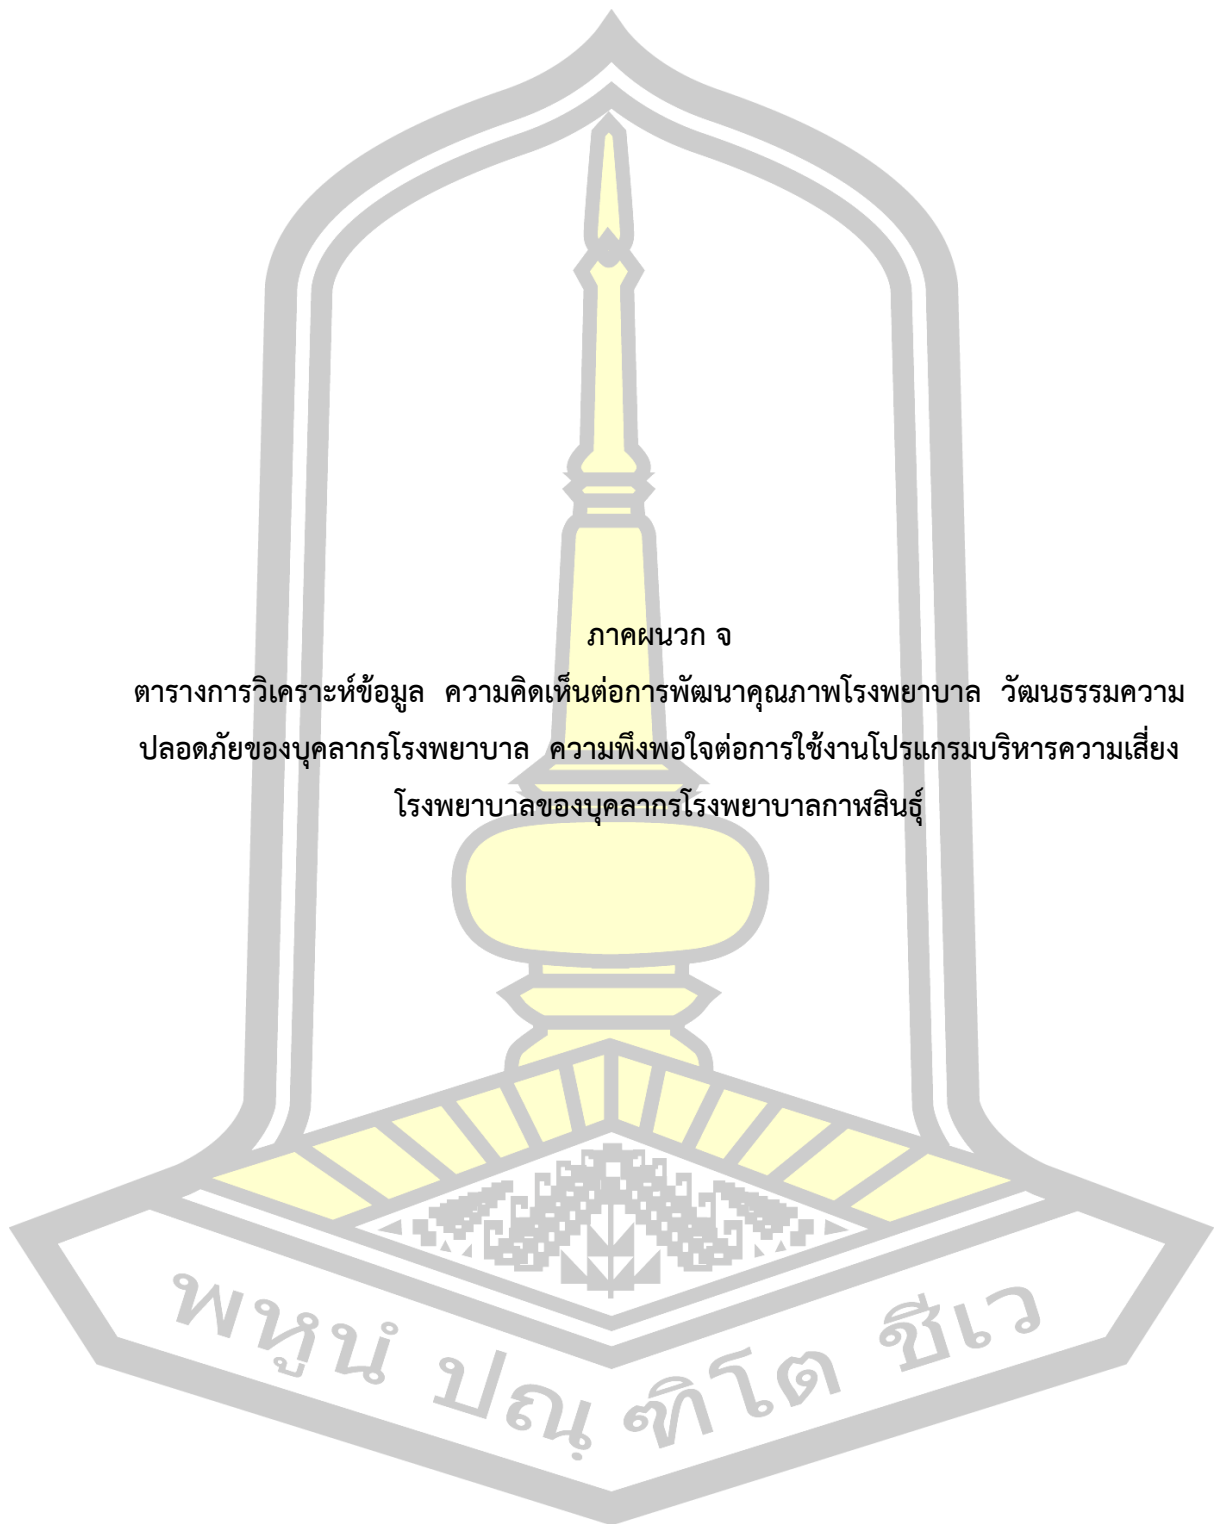 ภาคผนวก จ
ตารางการวิเคราะห์ข้อมูล ความคิดเห็นต่อการพัฒนาคุณภาพโรงพยาบาล วัฒนธรรมความ
ปลอดภัยของบุคลากรโรงพยาบาล ความพึงพอใจต่อการใช้งานโปรแกรมบริหารความเสี่ยง
โรงพยาบาลของบุคลากรโรงพยาบาลกาฬสินธุ์
พหูนํ ปณฺ ฑิโต ชีเว